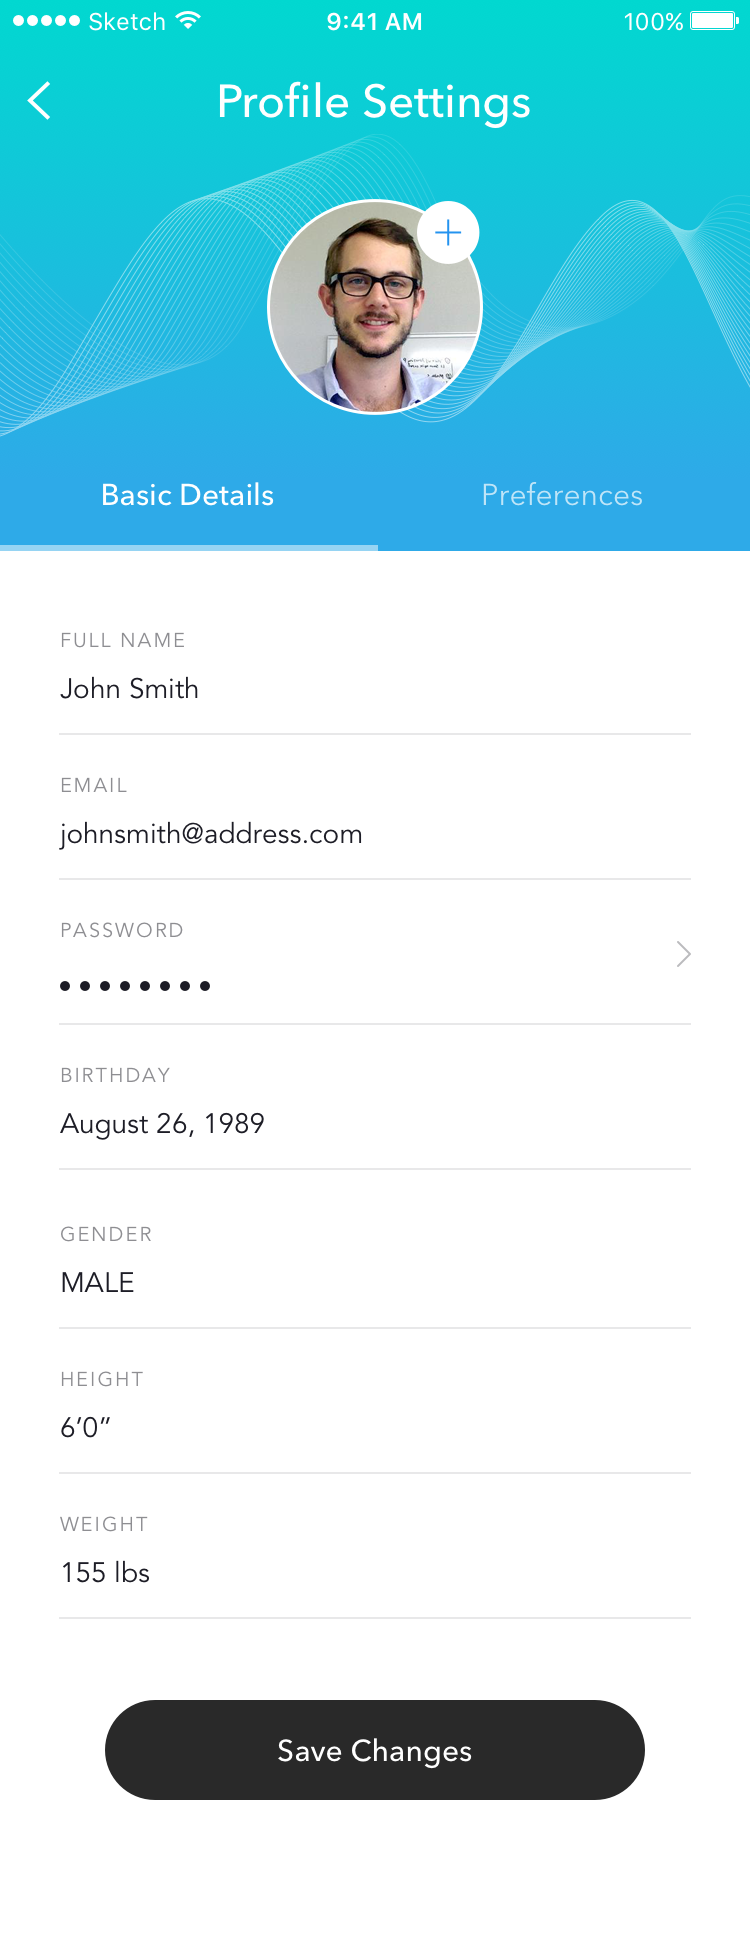 Sketch 9:41 AM 100%
Profile Settings
Basic Details Preferences
FULL NAME
John Smith
EMAIL
johnsmith@address.com
PASSWORD
••••••••
BIRTHDAY
August 26, 1989
GENDER
MALE
HEIGHT
6’0”
WEIGHT
155 lbs
Save Changes